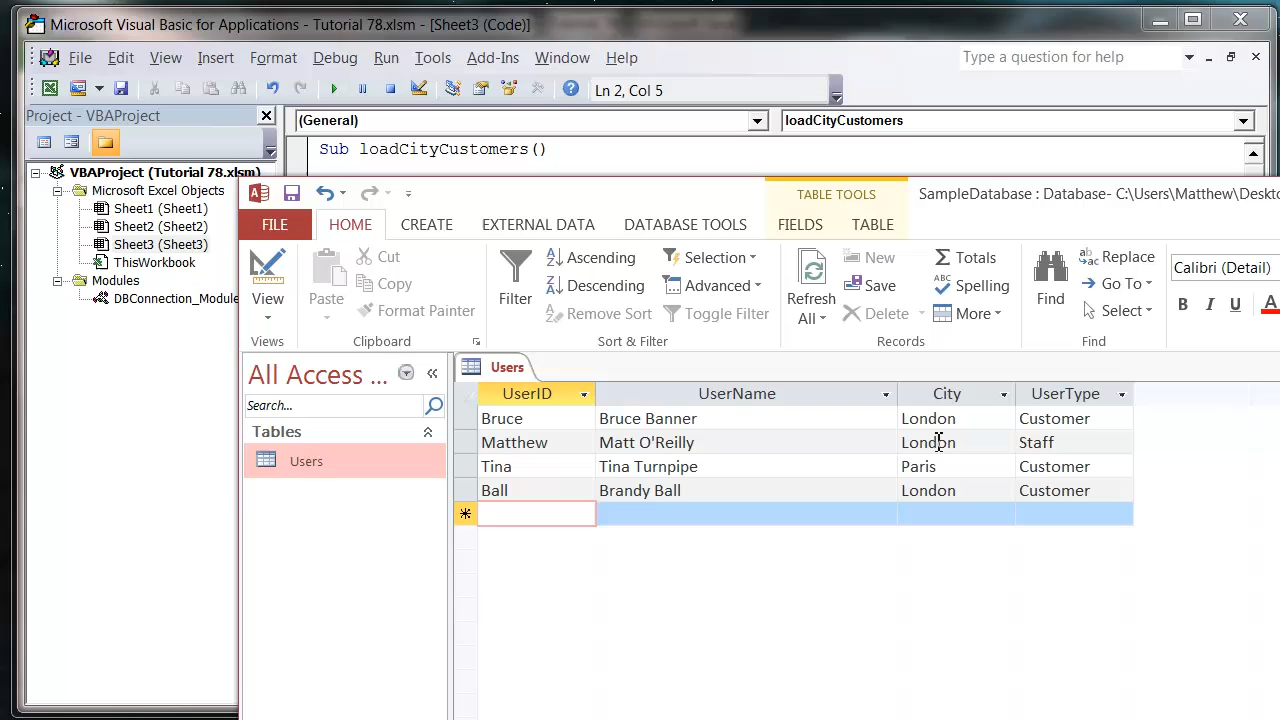 Microsoft Visual Basic for Applications - Tutorial 78.xlsm - [Sheet3 (Code)]
File Edit View Insert Format Debug Run Tools Add-Ins Window Help
Type a question for help
Ln 2, Col 5
Project - VBAProject
(General)
loadCityCustomers
Sub loadCityCustomers()
VBAProject (Tutorial 78.xlsm)
Microsoft Excel Objects
Sheet1 (Sheet1)
Sheet2 (Sheet2)
Sheet3 (Sheet3)
ThisWorkbook
Modules
DBConnection_Module
TABLE TOOLS
SampleDatabase : Database- C:\Users\Matthew\Deskto
FILE HOME CREATE EXTERNAL DATA DATABASE TOOLS FIELDS TABLE
View
Views
Paste
Cut
Copy
Format Painter
Clipboard
Filter
Ascending
Descending
Remove Sort
Selection
Advanced
Toggle Filter
Sort & Filter
Refresh
All
New
Save
Delete
Totals
Spelling
More
Records
Find
Replace
Go To
Select
Find
Calibri (Detail)
B I U A
All Access ...
Search...
Tables
Users
Users
UserID UserName City UserType
Bruce Bruce Banner London Customer
Matthew Matt O'Reilly London Staff
Tina Tina Turnpipe Paris Customer
Ball Brandy Ball London Customer